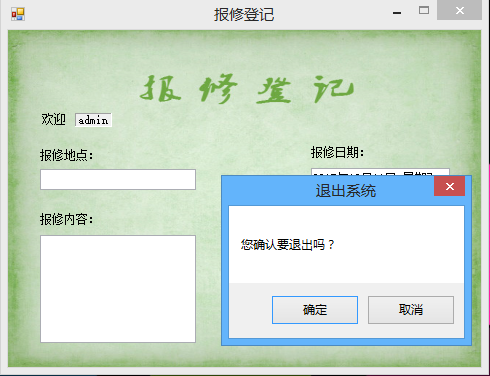 报修登记
报修登记
欢迎 admin
报修地点：
报修日期：
退出系统
报修内容：
您确认要退出吗？
确定
取消